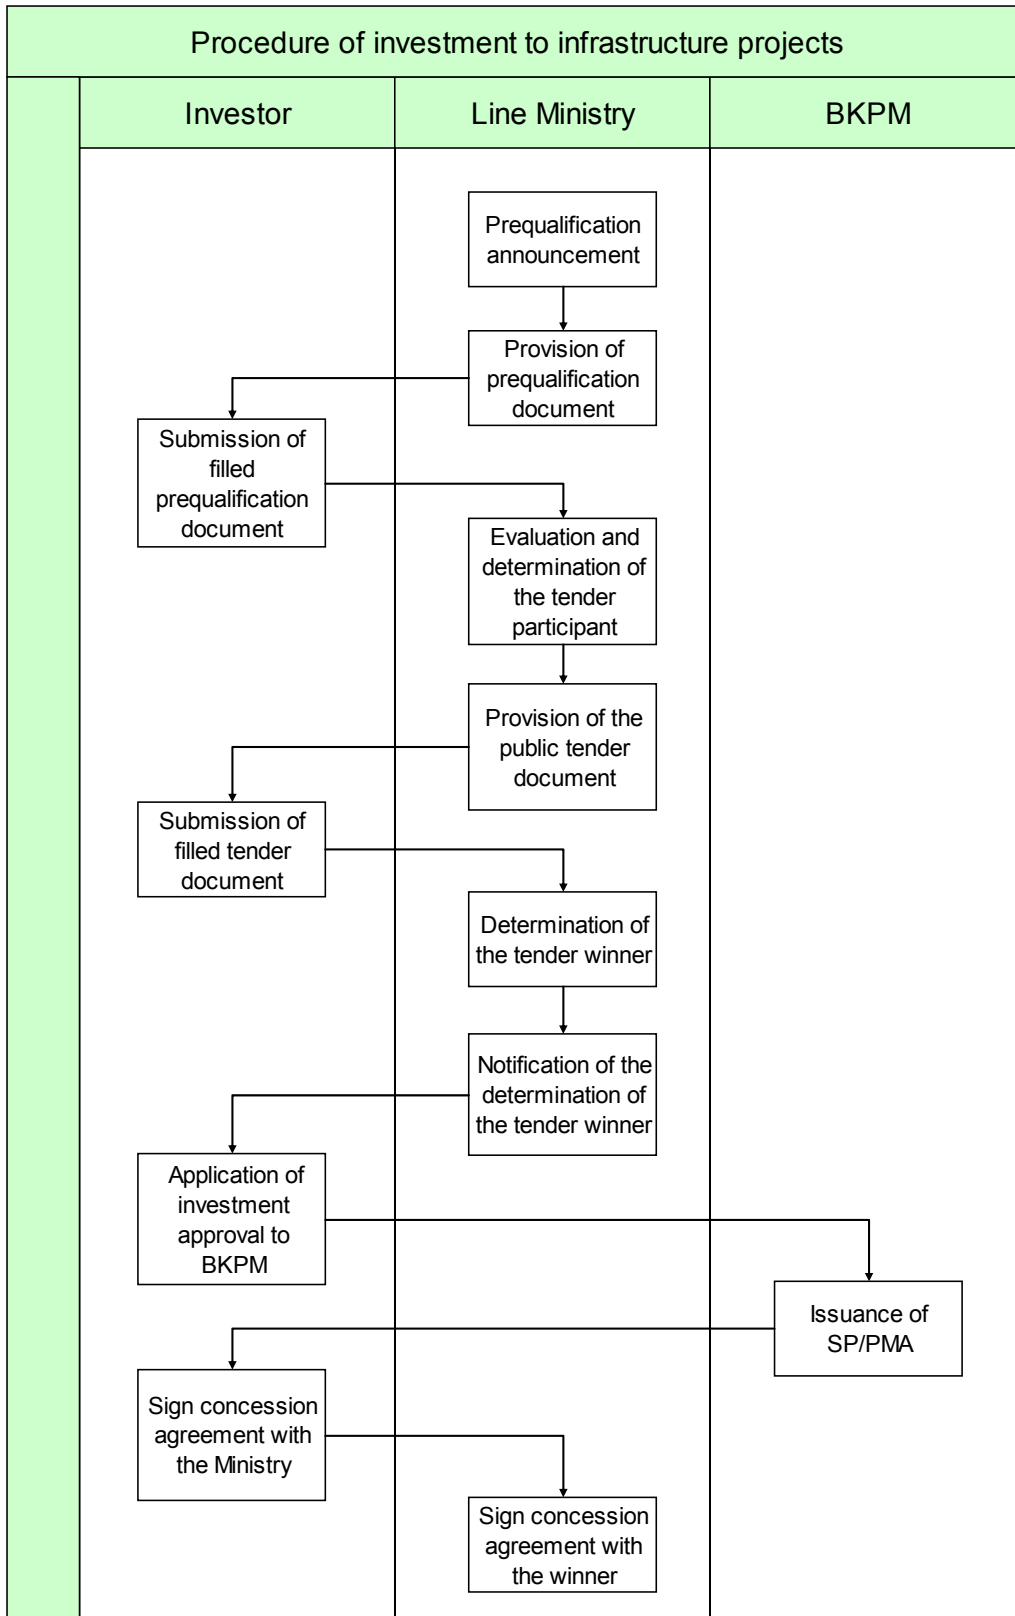 Procedure of investment to infrastructure projects
Investor
Line Ministry
BKPM
Prequalification
announcement
Provision of
prequalification
document
Submission of
filled
prequalification
document
Evaluation and
determination of
the tender
participant
Provision of the
public tender
document
Submission of
filled tender
document
Determination of
the tender winner
Notification of the
determination of
the tender winner
Application of
investment
approval to
BKPM
Issuance of
SP/PMA
Sign concession
agreement with
the Ministry
Sign concession
agreement with
the winner